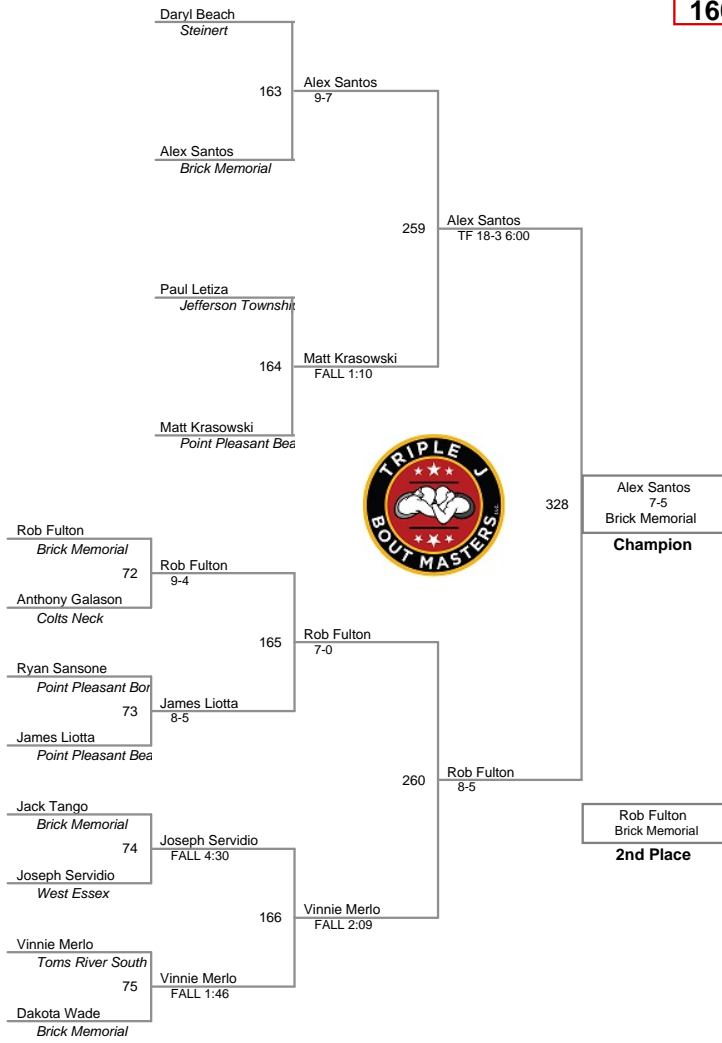 160
Daryl Beach
Steinert
163
Alex Santos
9-7
Alex Santos
Brick Memorial
259
Alex Santos
TF 18-3 6:00
Paul Letiza
Jefferson Townshi
164
Matt Krasowski
FALL 1:10
Matt Krasowski
Point Pleasant Bea
TRIPLE J
BOUT MASTERS
328
Alex Santos
7-5
Brick Memorial
Champion
Rob Fulton
Brick Memorial
72
Rob Fulton
9-4
Anthony Galason
Colts Neck
165
Rob Fulton
7-0
Ryan Sansone
Point Pleasant Bor
73
James Liotta
8-5
James Liotta
Point Pleasant Bea
260
Rob Fulton
8-5
Jack Tango
Brick Memorial
74
Joseph Servidio
FALL 4:30
Joseph Servidio
West Essex
166
Vinnie Merlo
FALL 2:09
Vinnie Merlo
Toms River South
75
Vinnie Merlo
FALL 1:46
Dakota Wade
Brick Memorial
Rob Fulton
Brick Memorial
2nd Place